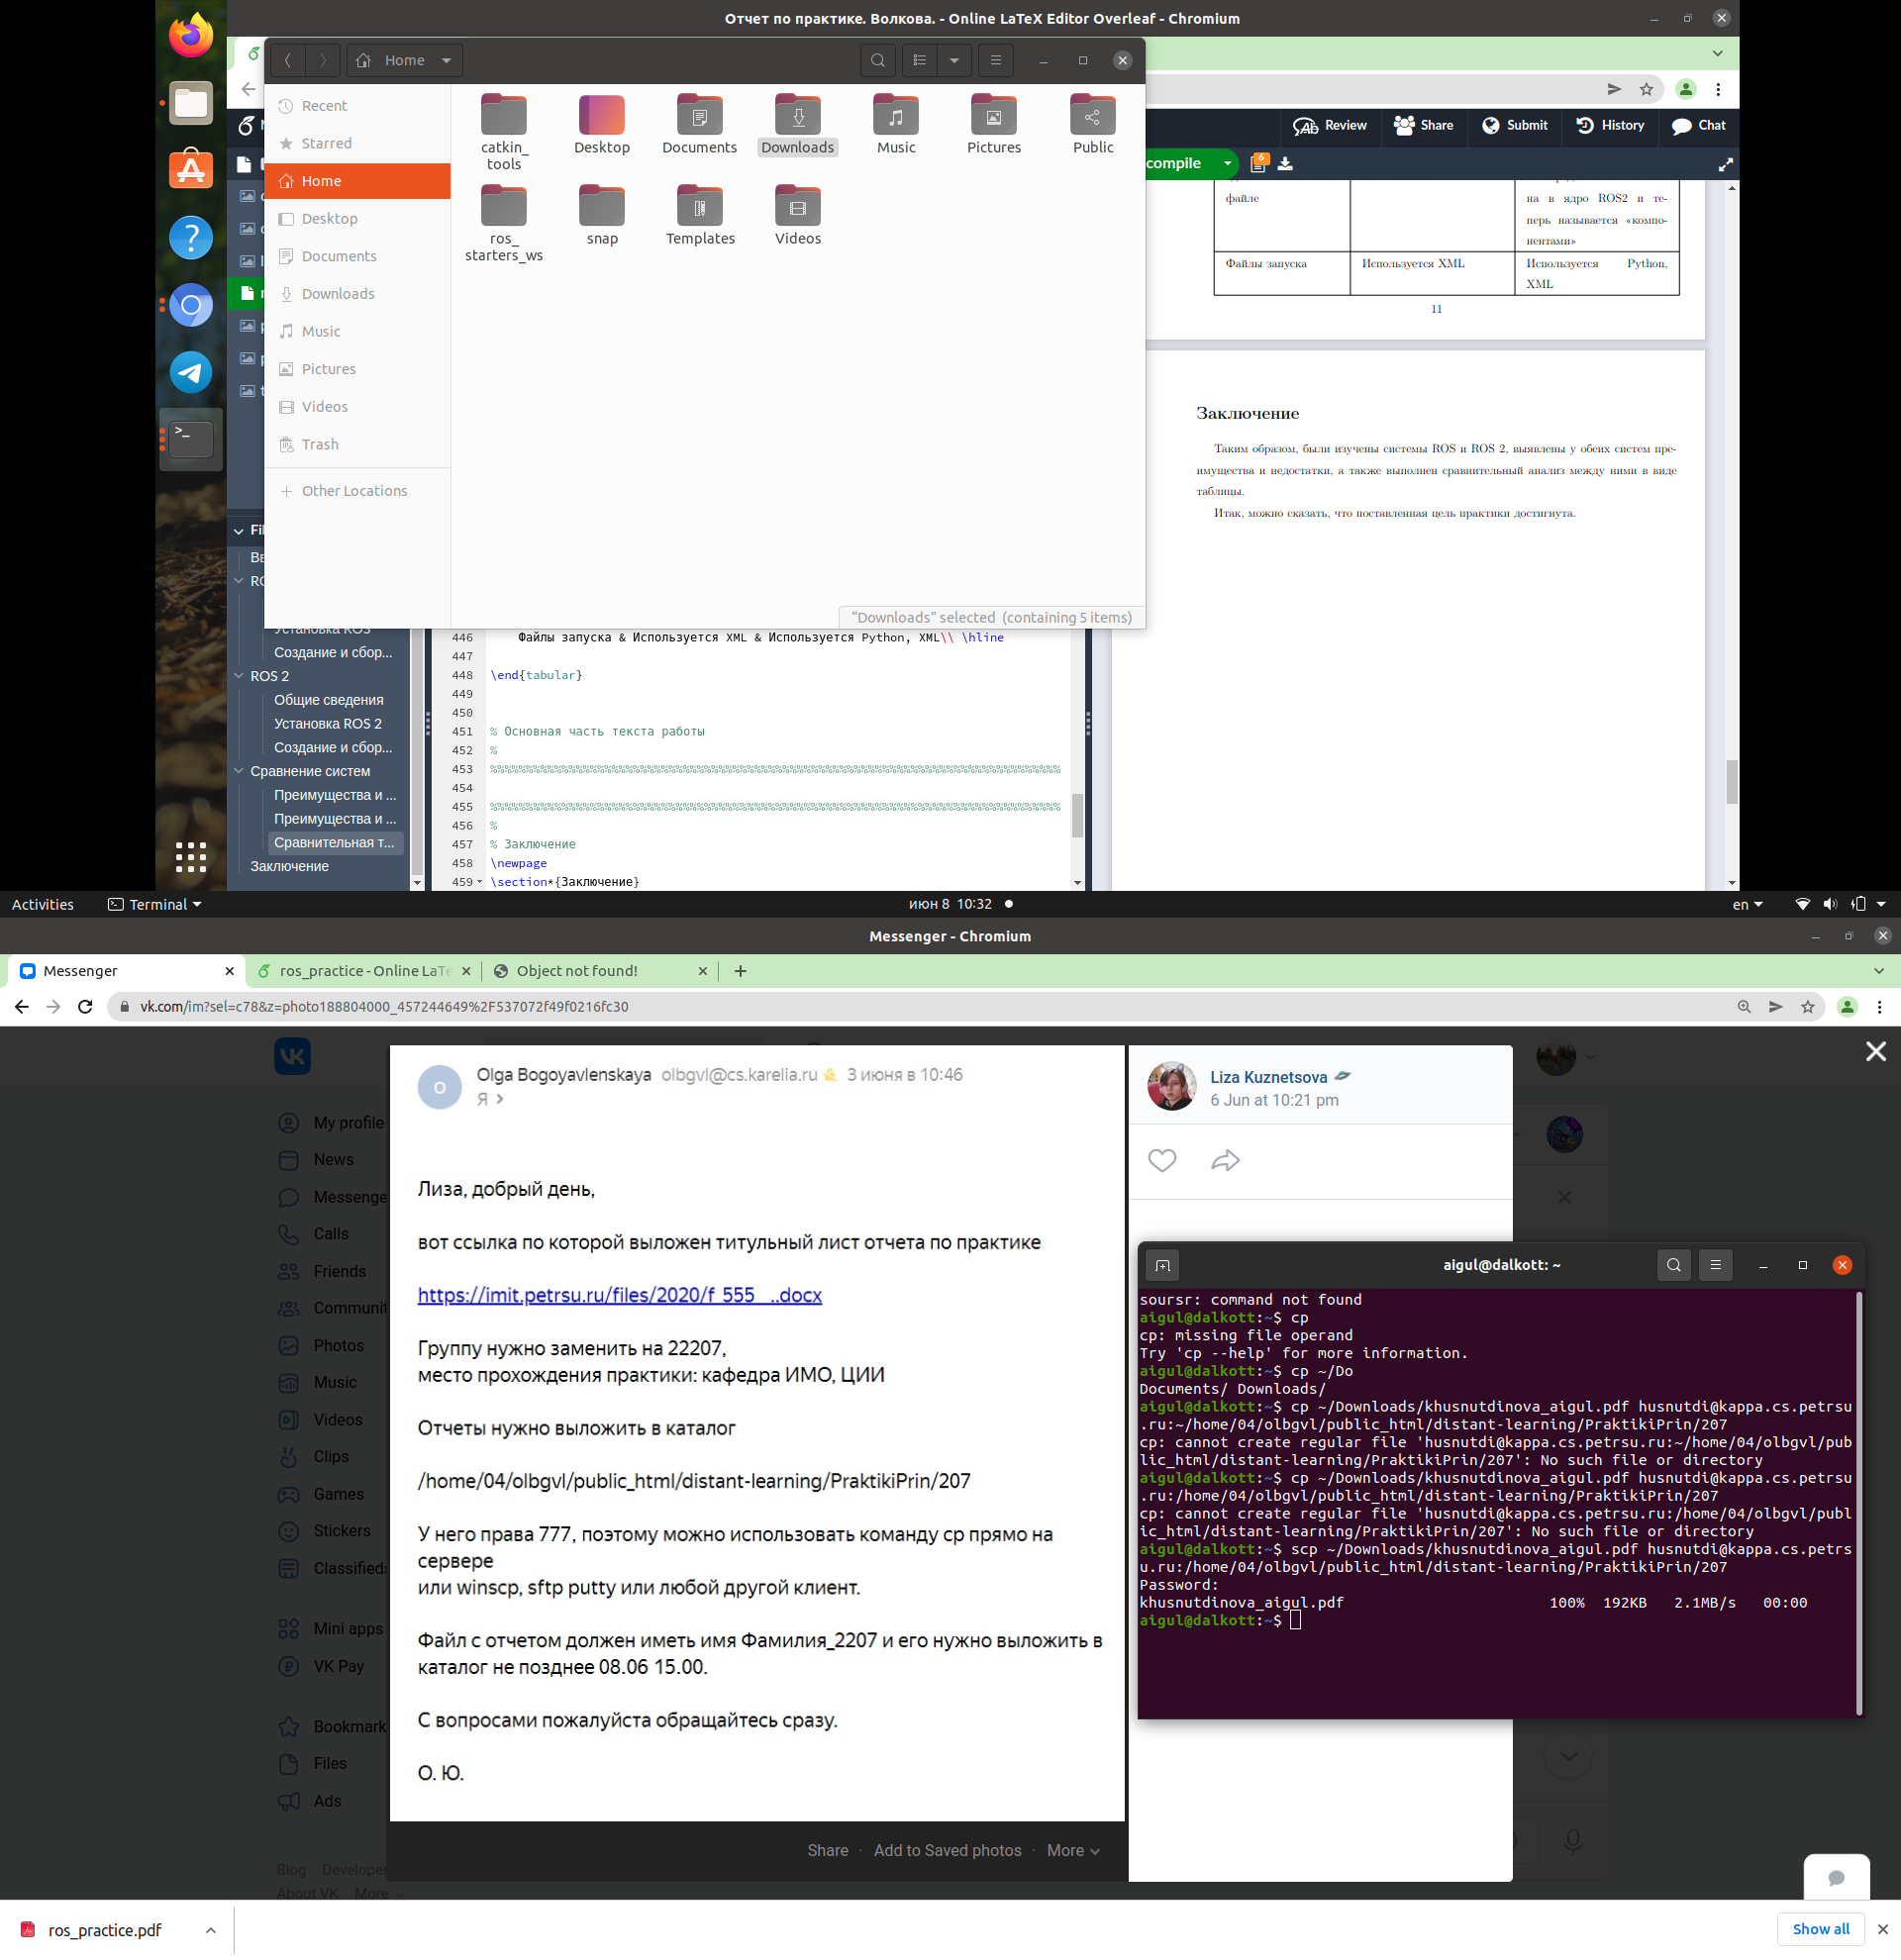 Отчет по практике. Волкова. - Online LaTeX Editor Overleaf - Chromium
Home
Review
Share
Submit
History
Chat
compile
6
Recent
Starred
Home
Desktop
Documents
Downloads
Music
Pictures
Videos
Trash
Other Locations
catkin_
tools
Desktop
Documents
Downloads
Music
Pictures
Public
ros_
starters_ws
snap
Templates
Videos
“Downloads” selected (containing 5 items)
файле
на в ядро ROS2 и те-
перь называется «компо-
нентами»
Файлы запуска
Используется XML
Используется Python,
XML
11
Заключение
Таким образом, были изучены системы ROS и ROS 2, выявлены у обеих систем пре-
имущества и недостатки, а также выполнен сравнительный анализ между ними в виде
таблицы.
Итак, можно сказать, что поставленная цель практики достигнута.
Установка ROS
Создание и сбор...
ROS 2
Общие сведения
Установка ROS 2
Создание и сбор...
Сравнение систем
Преимущества и ...
Преимущества и ...
Сравнительная т...
Заключение
446 Файлы запуска & Используется XML & Используется Python, XML\\ \hline
447
448 \end{tabular}
449
450
451 % Основная часть текста работы
452 %
453 %%%%%%%%%%%%%%%%%%%%%%%%%%%%%%%%%%%%%%%%%%%%%%%%%%%%%%%%%%%%%%%%%%%%%%%%%%%%%%%%
454
455 %%%%%%%%%%%%%%%%%%%%%%%%%%%%%%%%%%%%%%%%%%%%%%%%%%%%%%%%%%%%%%%%%%%%%%%%%%%%%%%%
456 %
457 % Заключение
458 \newpage
459 \section*{Заключение}
Activities
Terminal
июн 8 10:32
en
Messenger - Chromium
Messenger
ros_practice - Online LaTe
Object not found!
vk.com/im?sel=c78&z=photo188804000_457244649%2F537072f49f0216fc30
My profile
News
Messenge
Calls
Friends
Communi
Photos
Music
Videos
Clips
Games
Stickers
Classifieds
Mini apps
VK Pay
Bookmark
Files
Ads
Blog Developer
About VK More
O
Olga Bogoyavlenskaya olbgvl@cs.karelia.ru 3 июня в 10:46
Я >
Лиза, добрый день,
вот ссылка по которой выложен титульный лист отчета по практике
https://imit.petrsu.ru/files/2020/f_555__..docx
Группу нужно заменить на 22207,
место прохождения практики: кафедра ИМО, ЦИИ
Отчеты нужно выложить в каталог
/home/04/olbgvl/public_html/distant-learning/PraktikiPrin/207
У него права 777, поэтому можно использовать команду cp прямо на
сервере
или winscp, sftp putty или любой другой клиент.
Файл с отчетом должен иметь имя Фамилия_2207 и его нужно выложить в
каталог не позднее 08.06 15.00.
С вопросами пожалуйста обращайтесь сразу.
О. Ю.
Share · Add to Saved photos · More
Liza Kuznetsova
6 Jun at 10:21 pm
aigul@dalkott: ~
soursr: command not found
aigul@dalkott:~$ cp
cp: missing file operand
Try 'cp --help' for more information.
aigul@dalkott:~$ cp ~/Do
Documents/ Downloads/
aigul@dalkott:~$ cp ~/Downloads/khusnutdinova_aigul.pdf husnutdi@kappa.cs.petrsu
.ru:~/home/04/olbgvl/public_html/distant-learning/PraktikiPrin/207
cp: cannot create regular file 'husnutdi@kappa.cs.petrsu.ru:~/home/04/olbgvl/pub
lic_html/distant-learning/PraktikiPrin/207': No such file or directory
aigul@dalkott:~$ cp ~/Downloads/khusnutdinova_aigul.pdf husnutdi@kappa.cs.petrsu
.ru:/home/04/olbgvl/public_html/distant-learning/PraktikiPrin/207
cp: cannot create regular file 'husnutdi@kappa.cs.petrsu.ru:/home/04/olbgvl/publ
ic_html/distant-learning/PraktikiPrin/207': No such file or directory
aigul@dalkott:~$ scp ~/Downloads/khusnutdinova_aigul.pdf husnutdi@kappa.cs.petrs
u.ru:/home/04/olbgvl/public_html/distant-learning/PraktikiPrin/207
Password:
khusnutdinova_aigul.pdf 100% 192KB 2.1MB/s 00:00
aigul@dalkott:~$
ros_practice.pdf
Show all